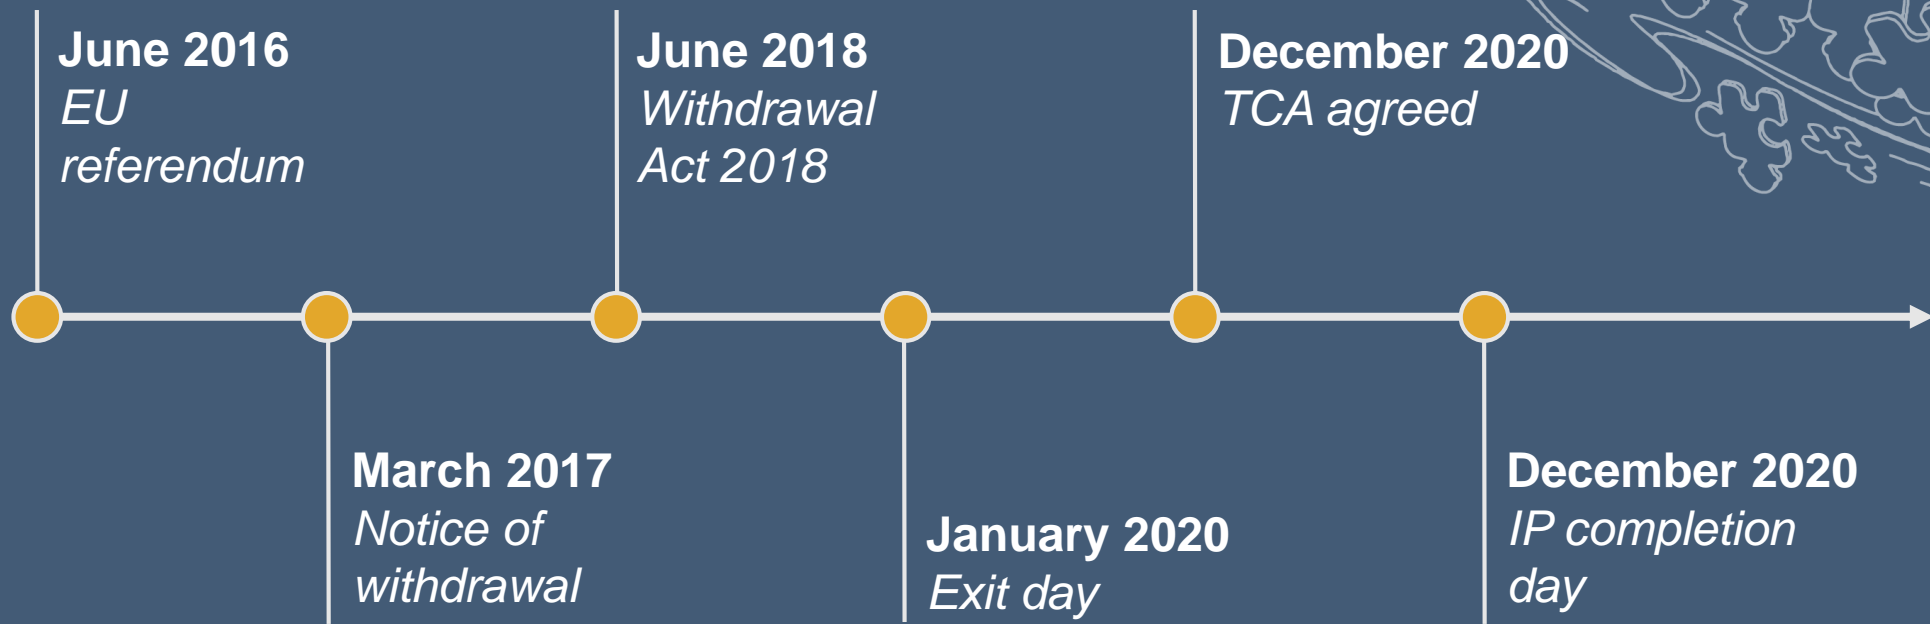 June 2016
EU
referendum
March 2017
Notice of
withdrawal
June 2018
Withdrawal
Act 2018
January 2020
Exit day
December 2020
TCA agreed
December 2020
IP completion
day